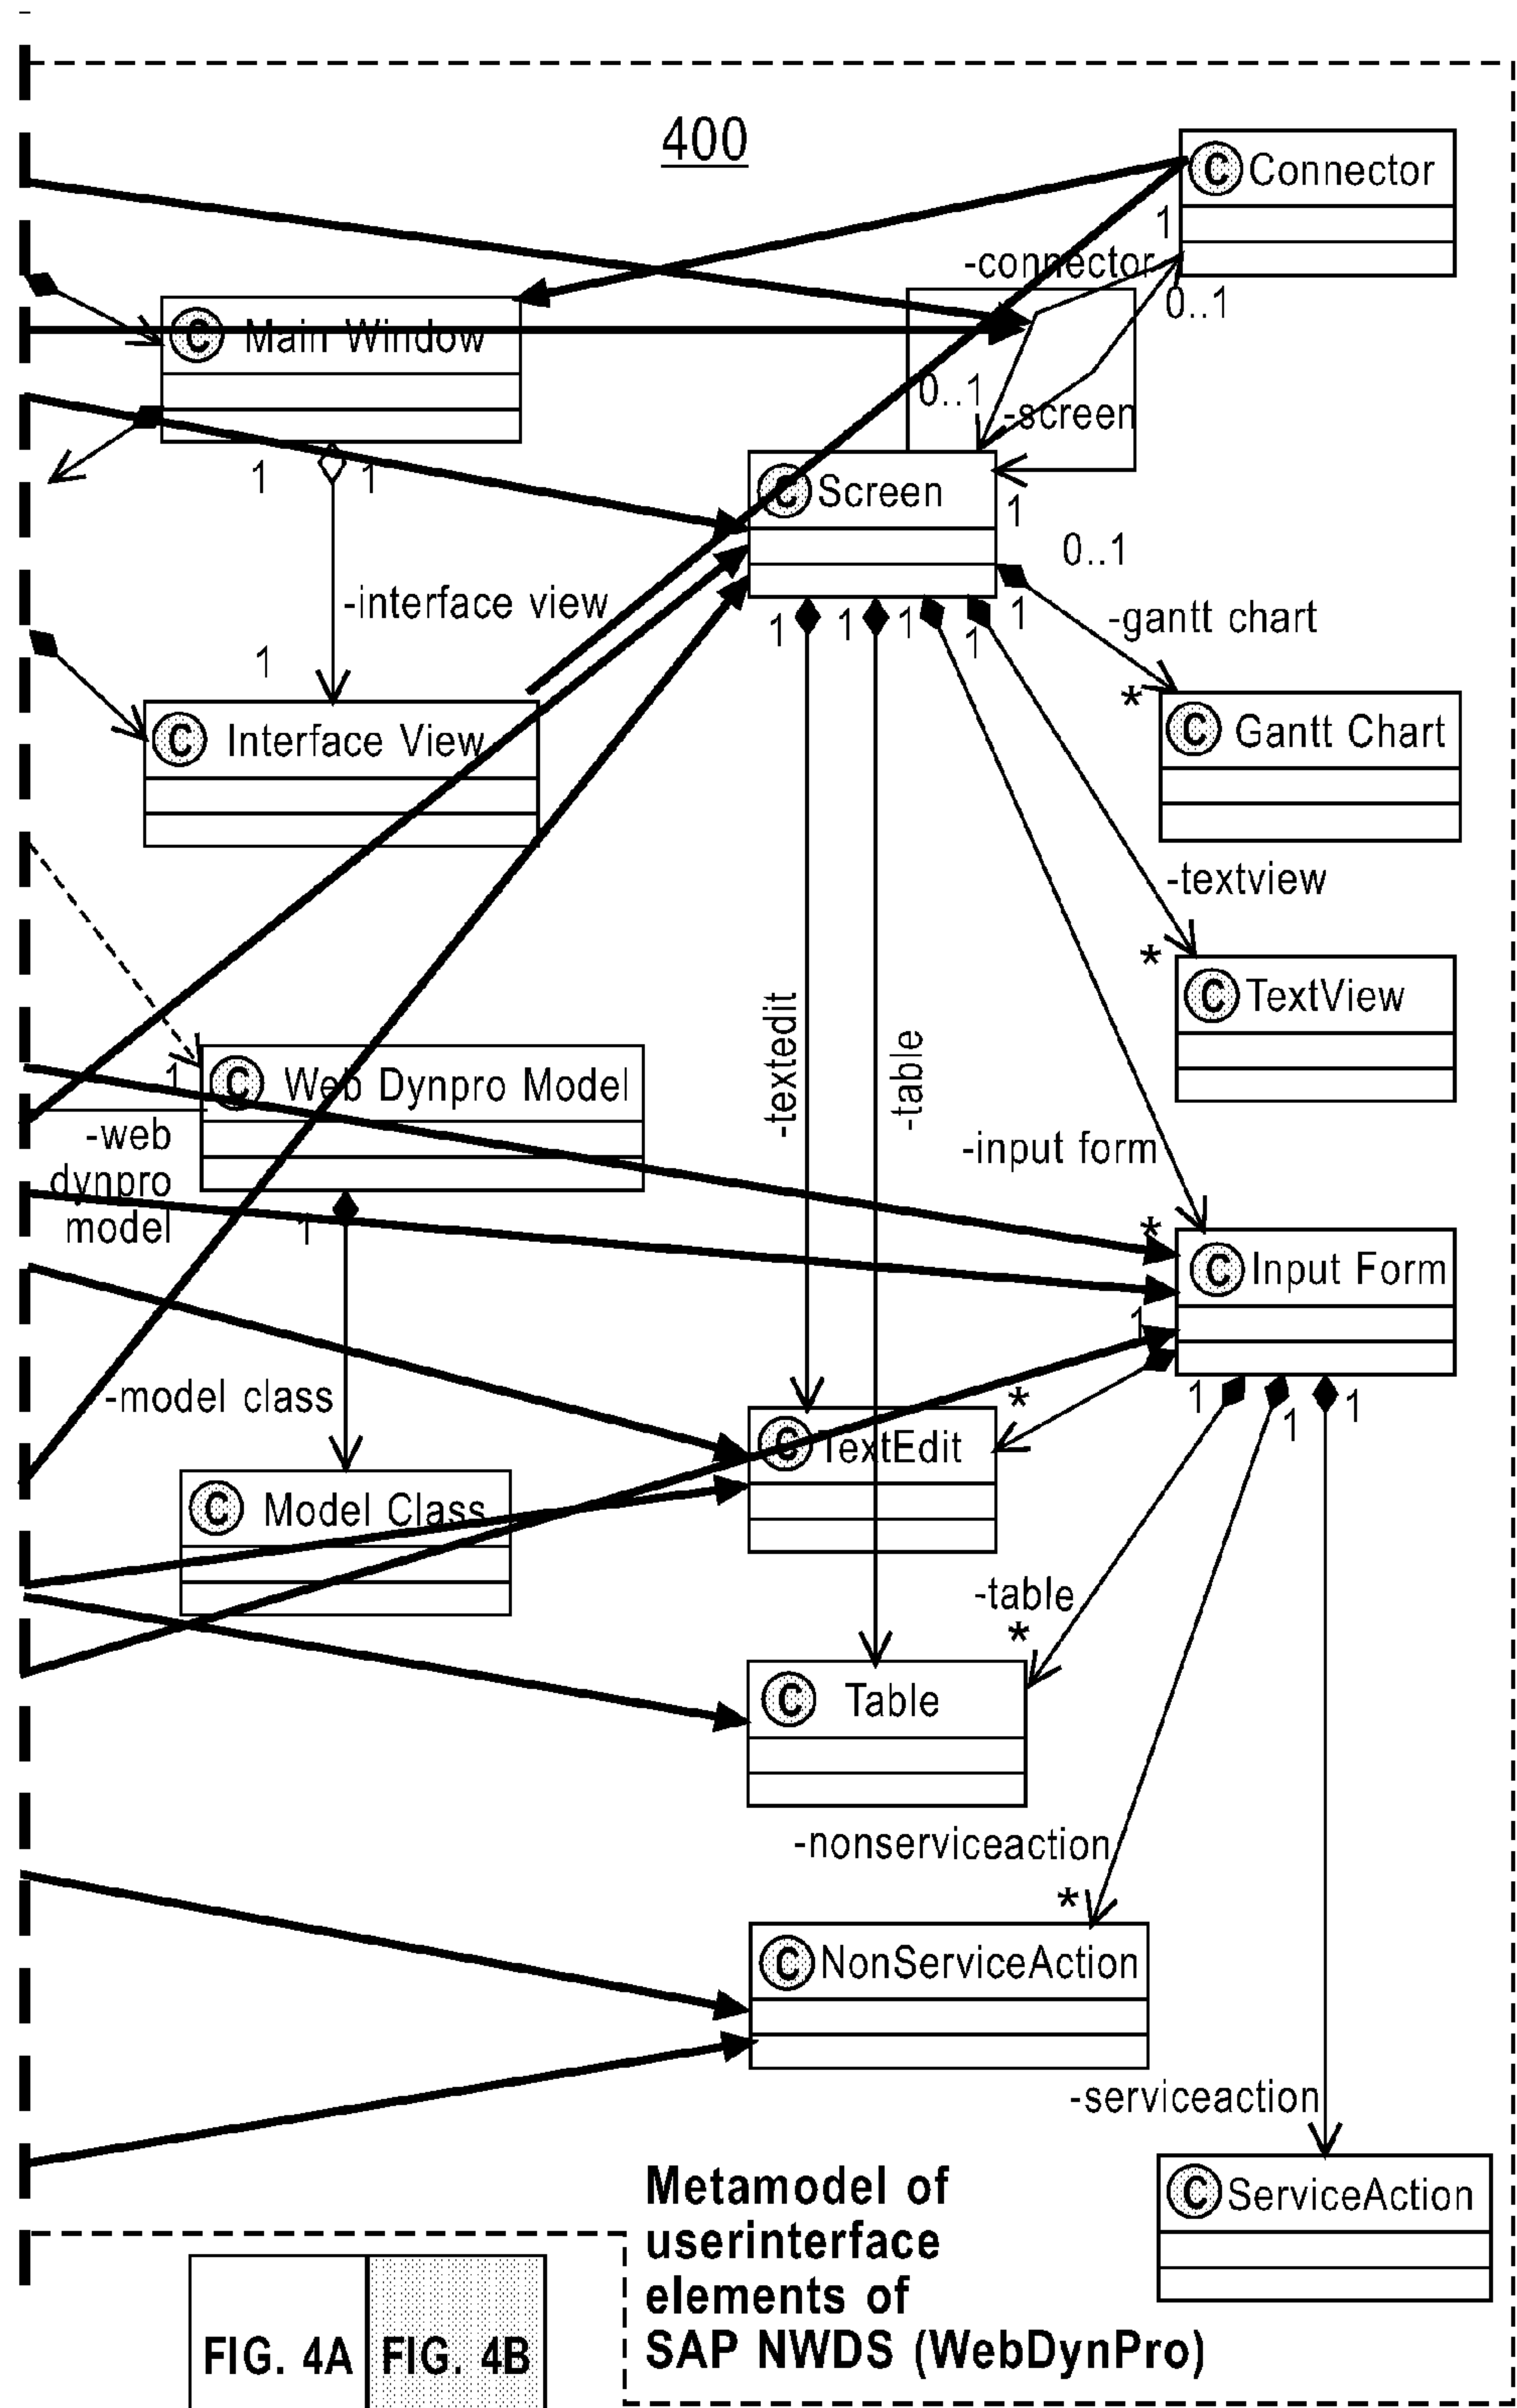 400
C Connector
1
-connector
0..1
C Main Window
0..1
-screen
1
1
C Screen
1
0..1
-interface view
1
1
1
1
1
1
-gantt chart
*
C Interface View
C Gantt Chart
-textview
*
C TextView
-textedit
-table
1
C Web Dynpro Model
-web
dynpro
model
-input form
*
1
C Input Form
1
-model class
*
1
1
1
C TextEdit
C Model Class
-table
*
C Table
-nonserviceaction
*
C NonServiceAction
-serviceaction
C ServiceAction
Metamodel of
userinterface
elements of
SAP NWDS (WebDynPro)
FIG. 4A
FIG. 4B